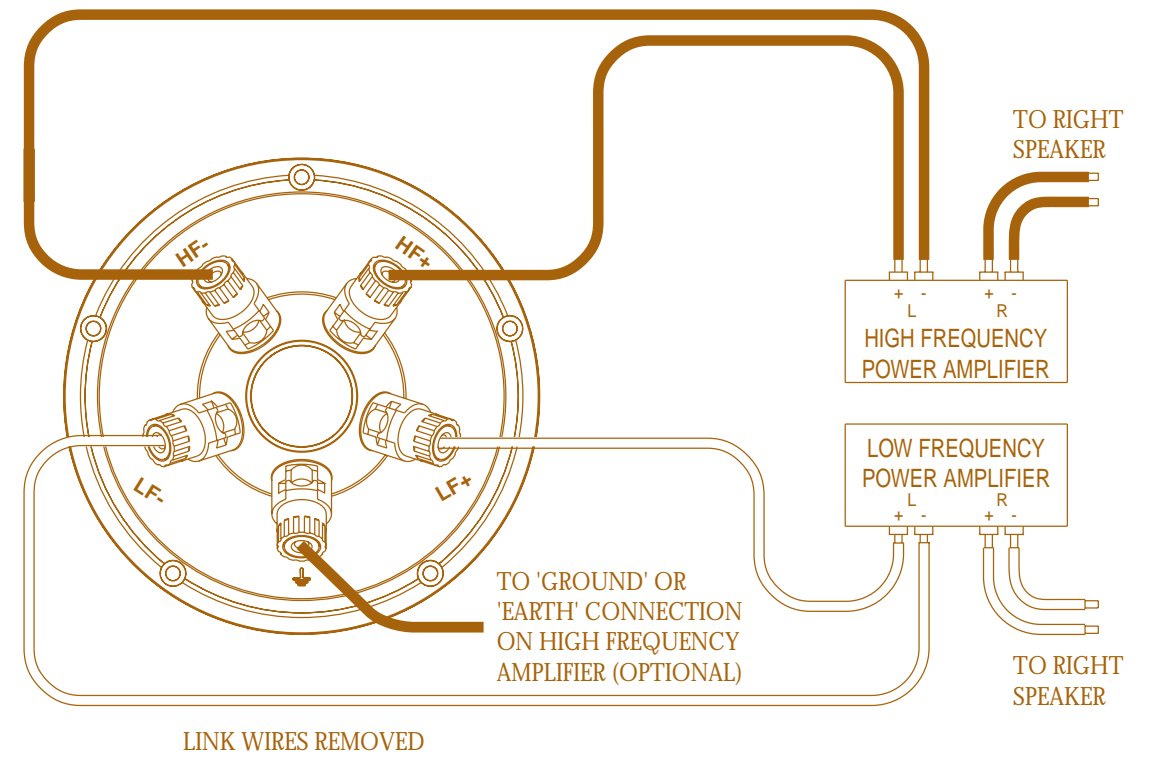 TO RIGHT
SPEAKER
HF-
HF+
+ - + -
L R
HIGH FREQUENCY
POWER AMPLIFIER
LOW FREQUENCY
POWER AMPLIFIER
L R
+ - + -
LF-
LF+
TO 'GROUND' OR
'EARTH' CONNECTION
ON HIGH FREQUENCY
AMPLIFIER (OPTIONAL)
TO RIGHT
SPEAKER
LINK WIRES REMOVED